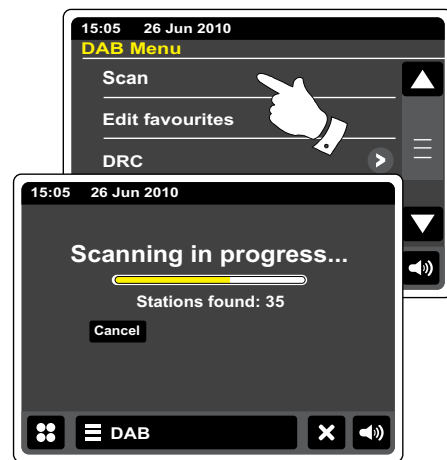 15:05 26 Jun 2010
DAB Menu
Scan
Edit favourites
DRC
15:05 26 Jun 2010
Scanning in progress...
Stations found: 35
Cancel
DAB